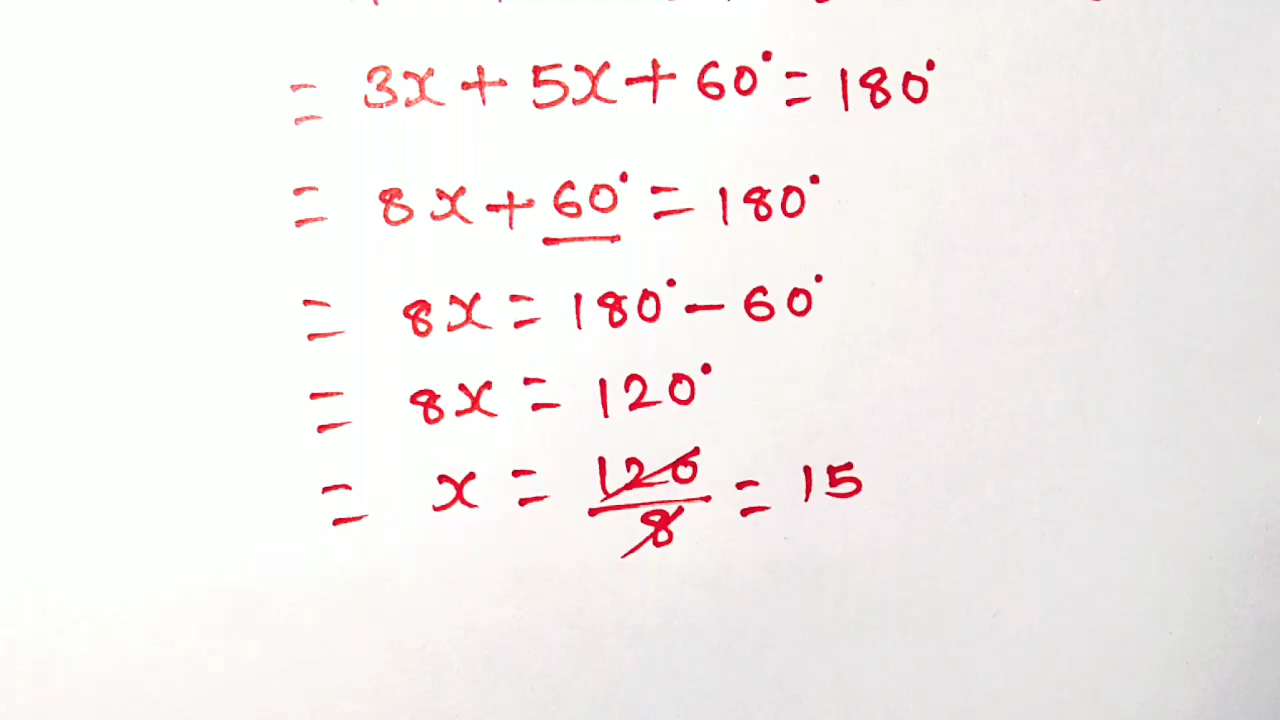 = 3x + 5x + 60° = 180°
= 8x + 60° = 180°
= 8x = 180° - 60°
= 8x = 120°
= x = 120/8 = 15